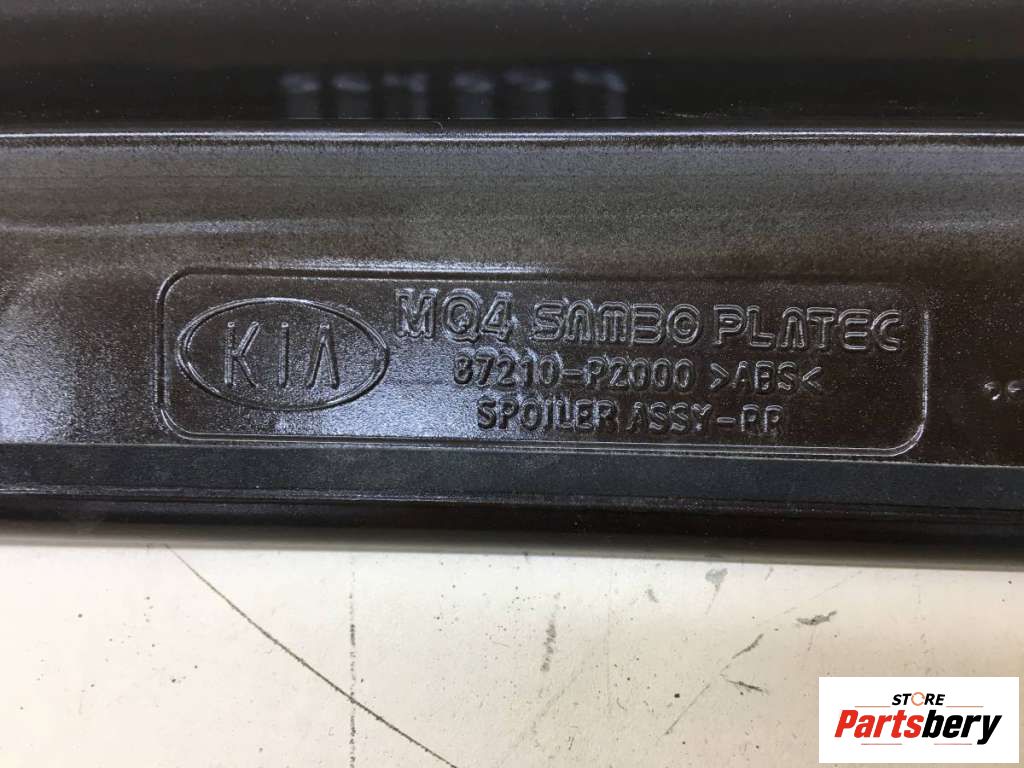 KIA
MQ4 SAMBO PLATEC
87210-P2000 >ABS<
SPOILER ASSY-RR
STORE
Partsbery